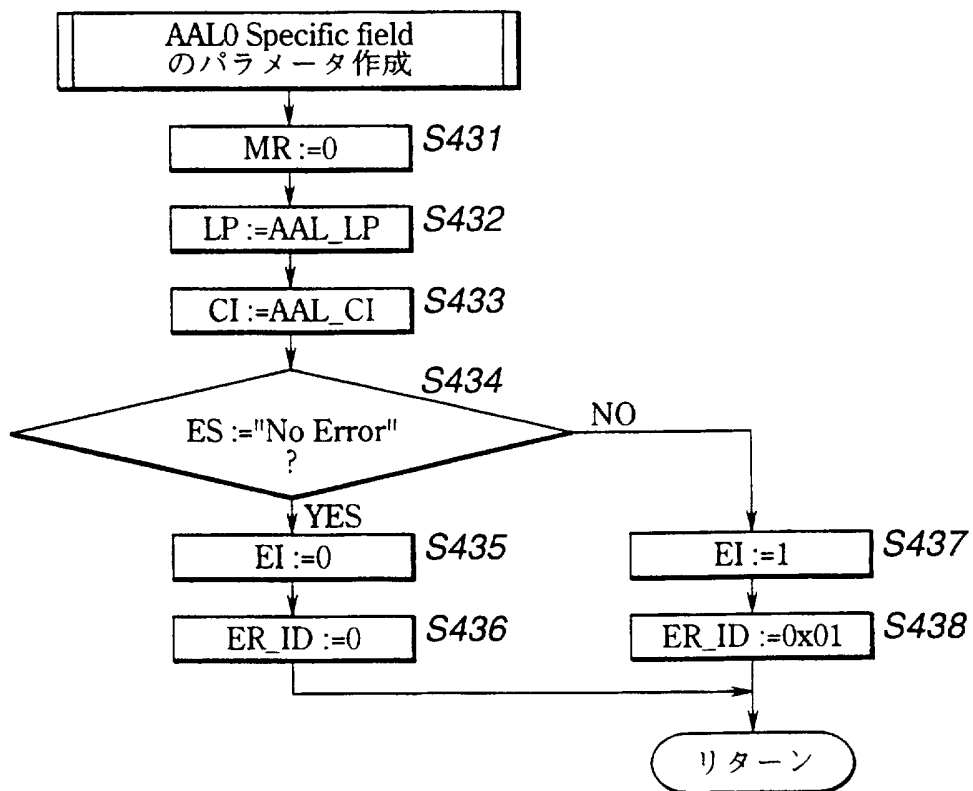 AAL0 Specific field
のパラメータ作成
MR :=0
S431
LP :=AAL_LP
S432
CI :=AAL_CI
S433
S434
ES :="No Error"
?
NO
YES
EI :=0
S435
EI :=1
S437
ER_ID :=0
S436
ER_ID :=0x01
S438
リターン